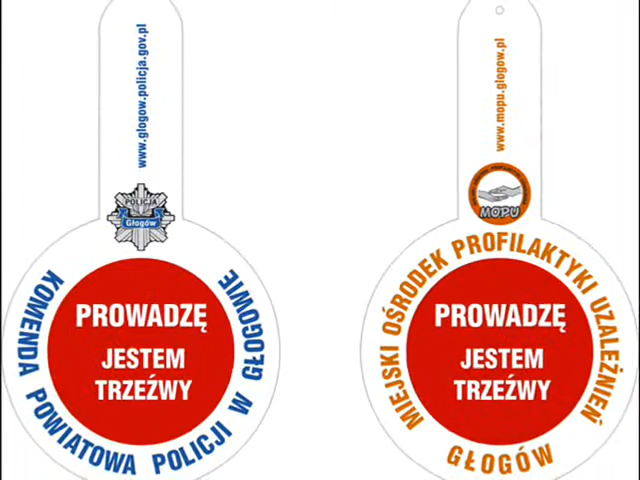 www.glogow.policja.gov.pl
POLICJA
Głogów
KOMENDA POWIATOWA POLICJI W GŁOGOWIE
PROWADZĘ
JESTEM
TRZEŹWY
www.mopu.glogow.pl
MOPU
MIEJSKI OŚRODEK PROFILAKTYKI UZALEŻNIEŃ
GŁOGÓW
PROWADZĘ
JESTEM
TRZEŹWY